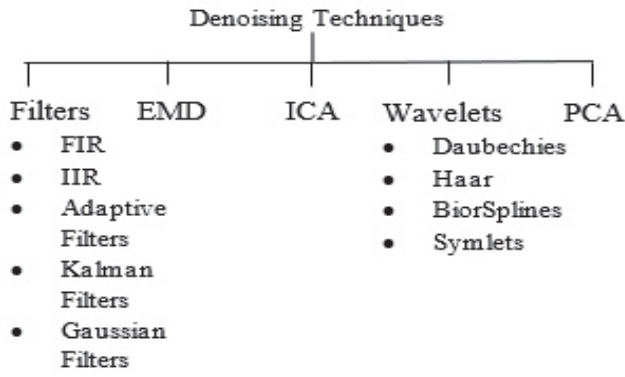 Denoising Techniques
Filters EMD ICA Wavelets PCA
• FIR
• IIR
• Adaptive
Filters
• Kalman
Filters
• Gaussian
Filters
• Daubechies
• Haar
• BiorSplines
• Symlets